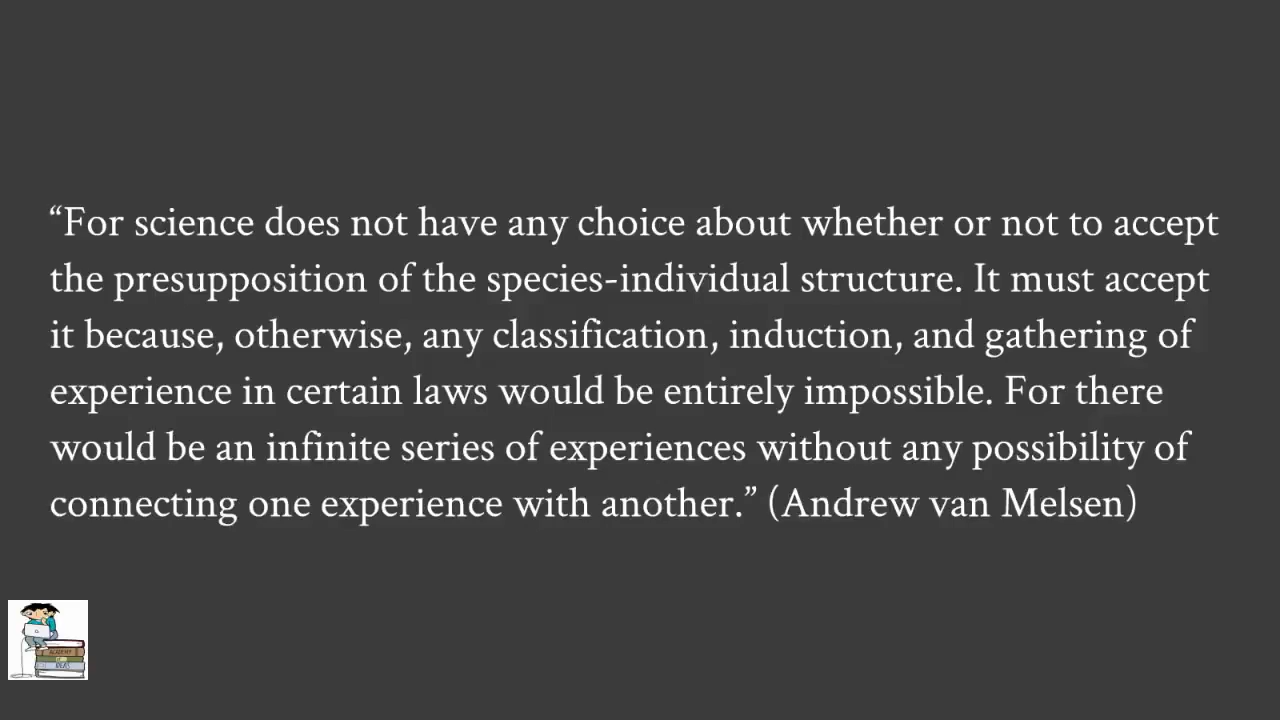 “For science does not have any choice about whether or not to accept
the presupposition of the species-individual structure. It must accept
it because, otherwise, any classification, induction, and gathering of
experience in certain laws would be entirely impossible. For there
would be an infinite series of experiences without any possibility of
connecting one experience with another.” (Andrew van Melsen)
ACADEMY
OF
IDEAS